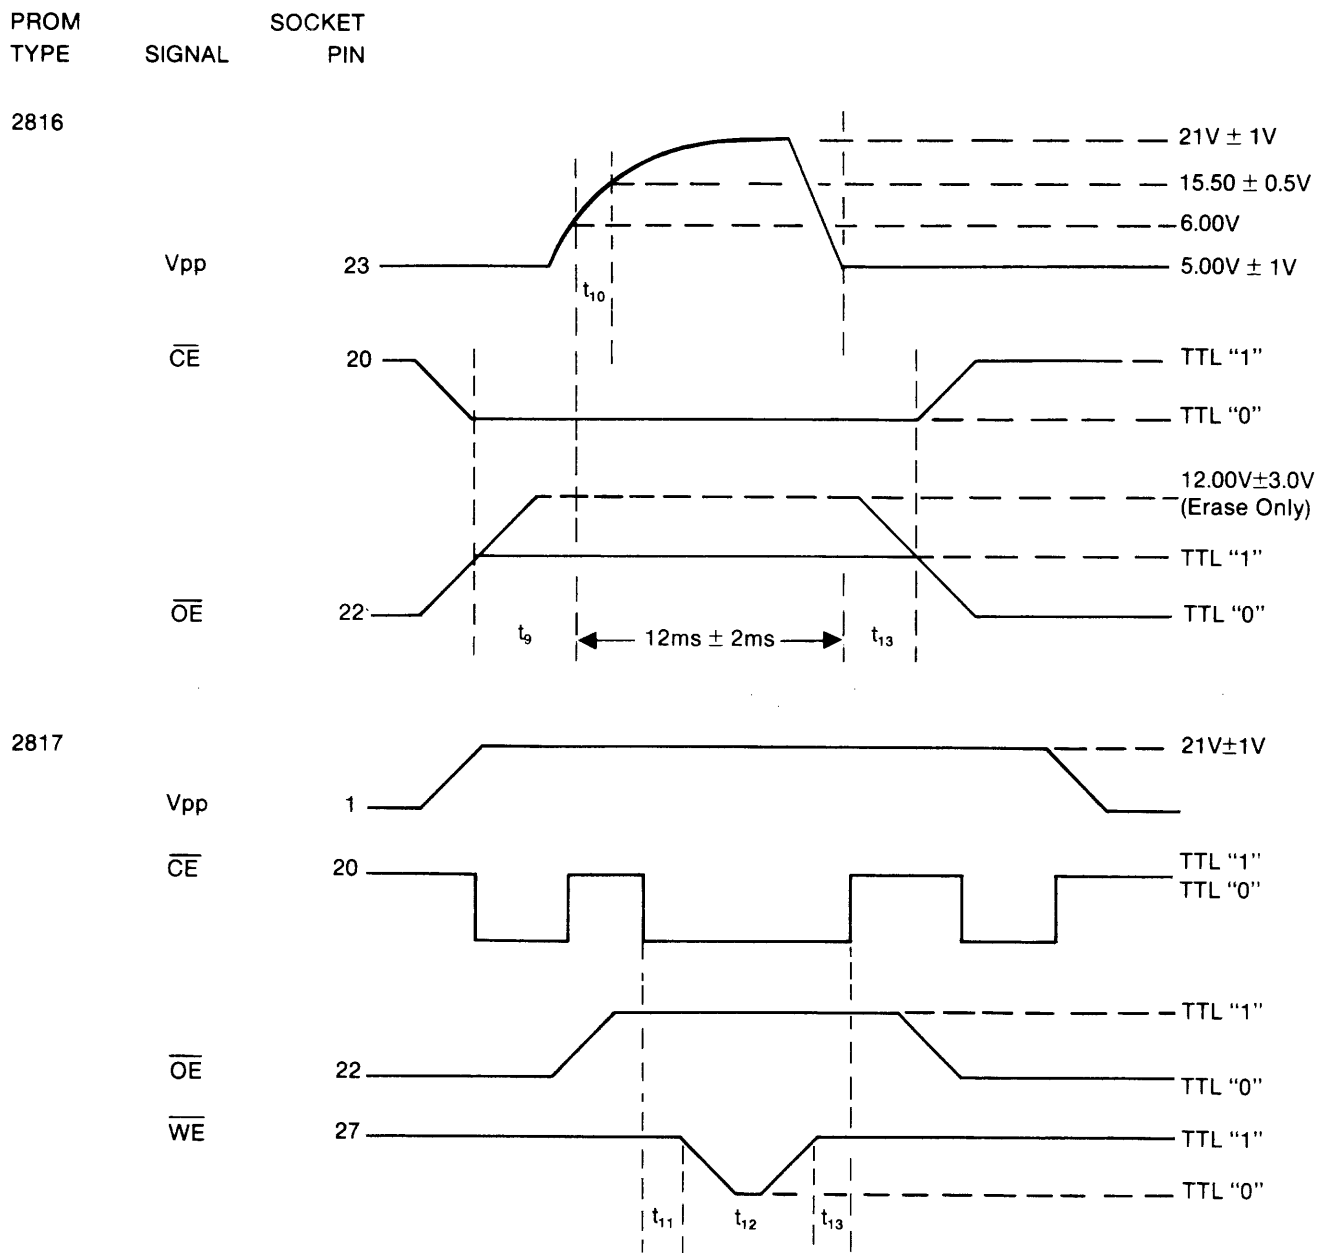 PROM SOCKET
TYPE SIGNAL PIN
2816
21V ± 1V
15.50 ± 0.5V
6.00V
Vpp 23 5.00V ± 1V
t10
CE 20 TTL "1"
TTL "0"
12.00V±3.0V
(Erase Only)
TTL "1"
OE 22 TTL "0"
t9 12ms ± 2ms t13
2817 21V±1V
Vpp 1
CE 20 TTL "1"
TTL "0"
TTL "1"
OE 22 TTL "0"
WE 27 TTL "1"
TTL "0"
t11 t12 t13